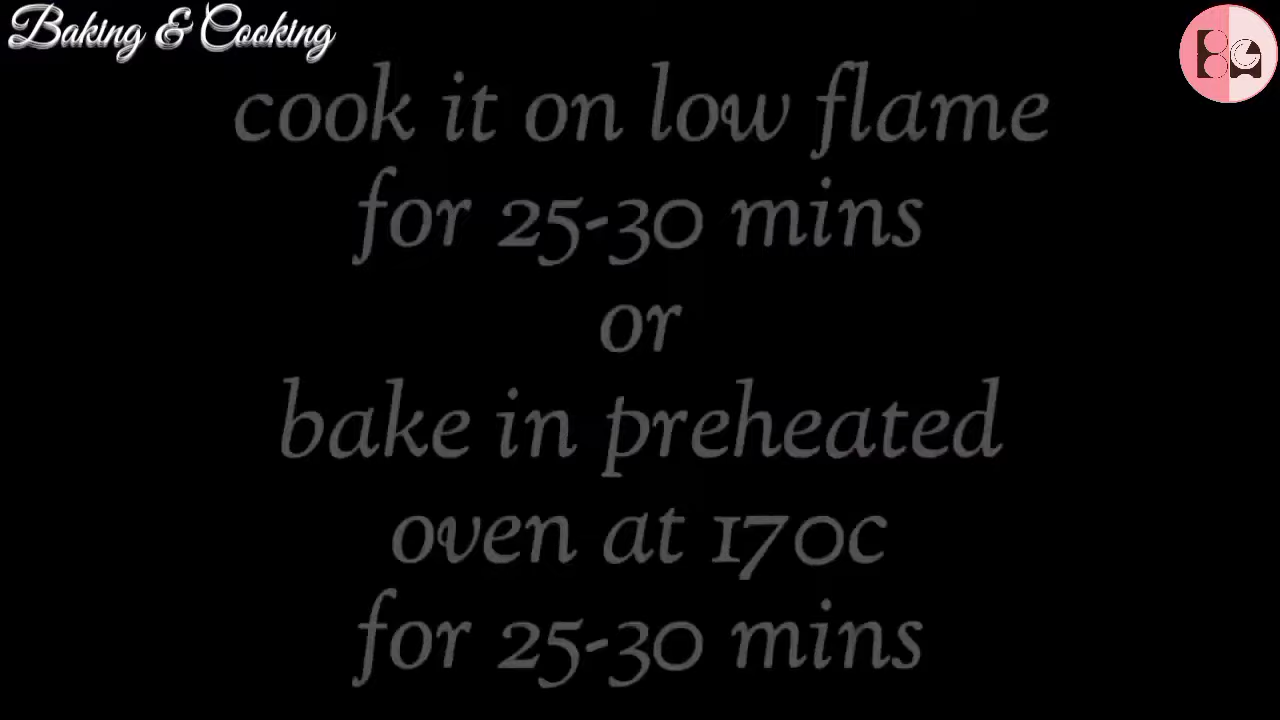 Baking & Cooking
cook it on low flame
for 25-30 mins
or
bake in preheated
oven at 170c
for 25-30 mins